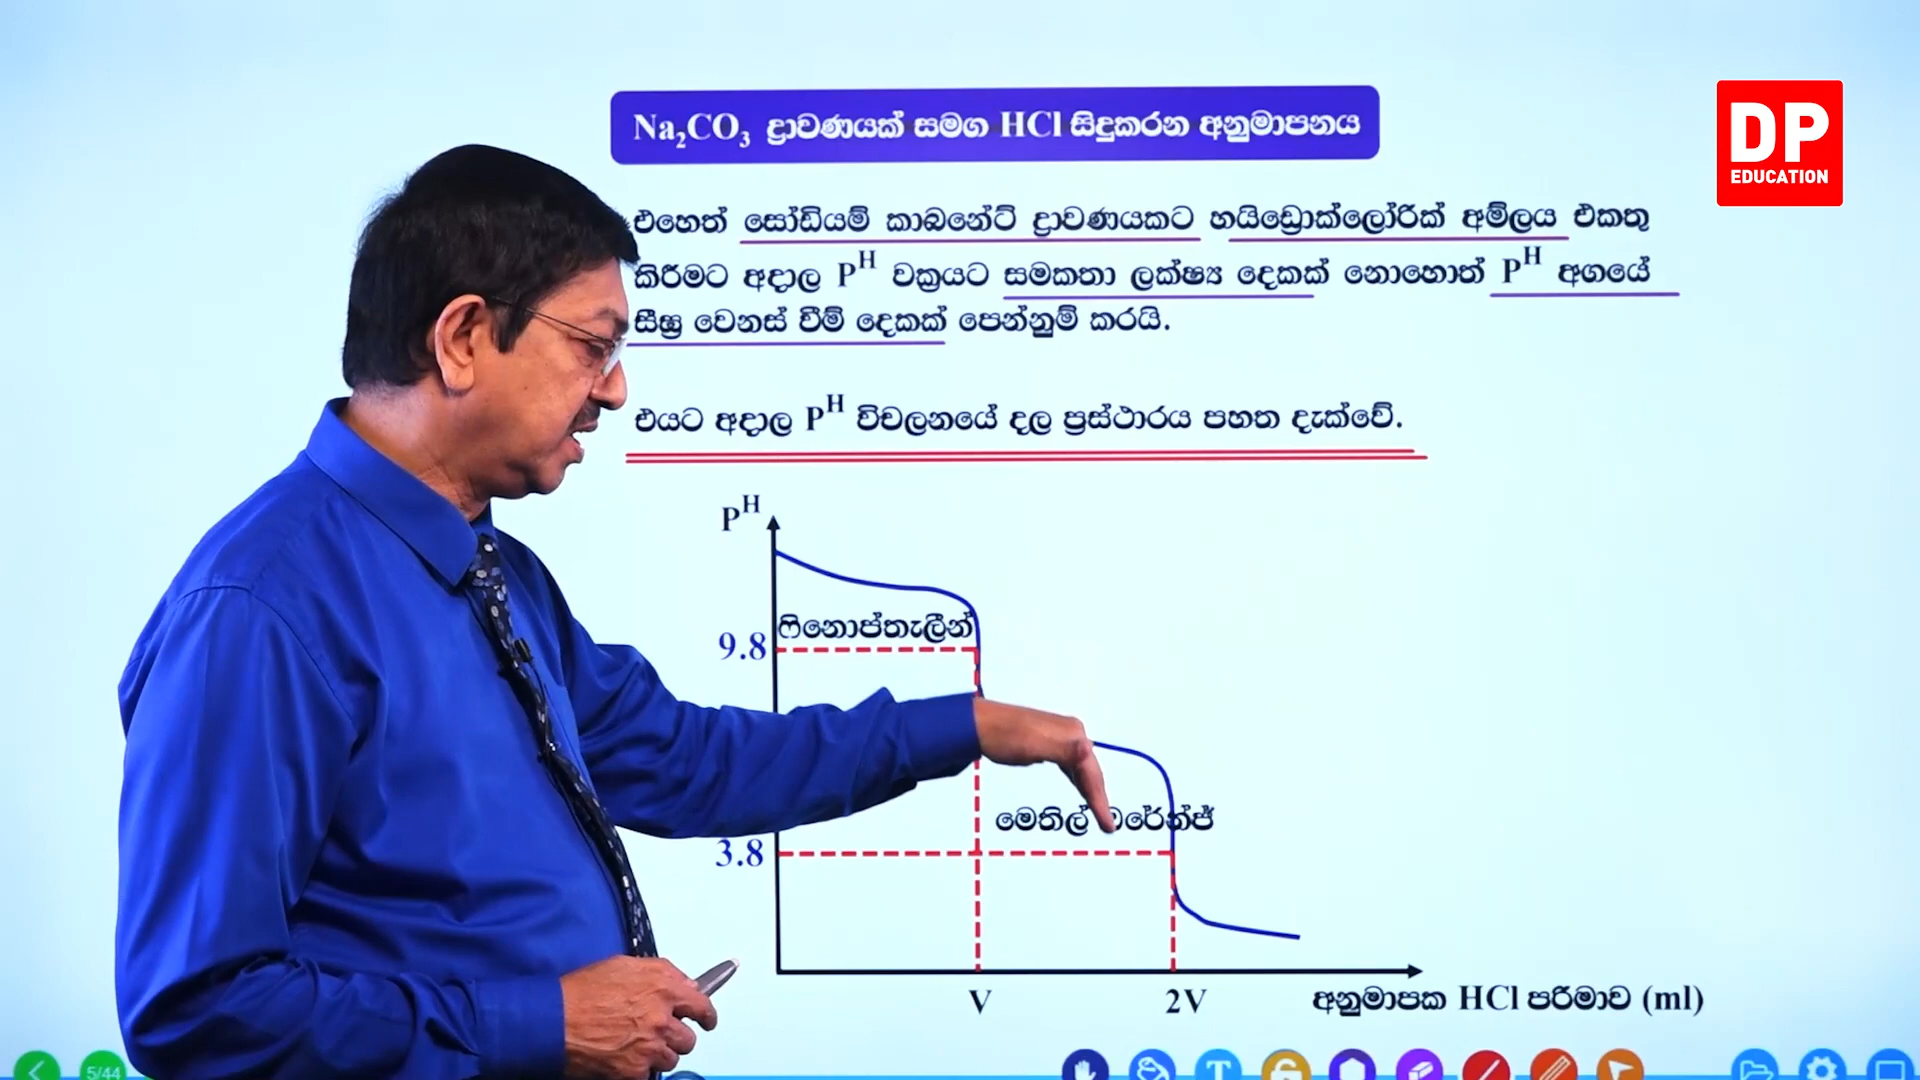 Na₂CO₃ ද්‍රාවණයක් සමග HCl සිදුකරන අනුමාපනය
DP
EDUCATION
එහෙත් සෝඩියම් කාබනේට් ද්‍රාවණයකට හයිඩ්‍රොක්ලෝරික් අම්ලය එකතු
කිරීමට අදාල Pᴴ වක්‍රයට සමකතා ලක්ෂ්‍ය දෙකක් නොහොත් Pᴴ අගයේ
සීඝ්‍ර වෙනස් වීම් දෙකක් පෙන්නුම් කරයි.
එයට අදාල Pᴴ විචලනයේ දල ප්‍රස්ථාරය පහත දැක්වේ.
Pᴴ
ෆිනොප්තැලීන්
9.8
මෙතිල්
3.8
V
2V
අනුමාපක HCl පරිමාව (ml)
5/44